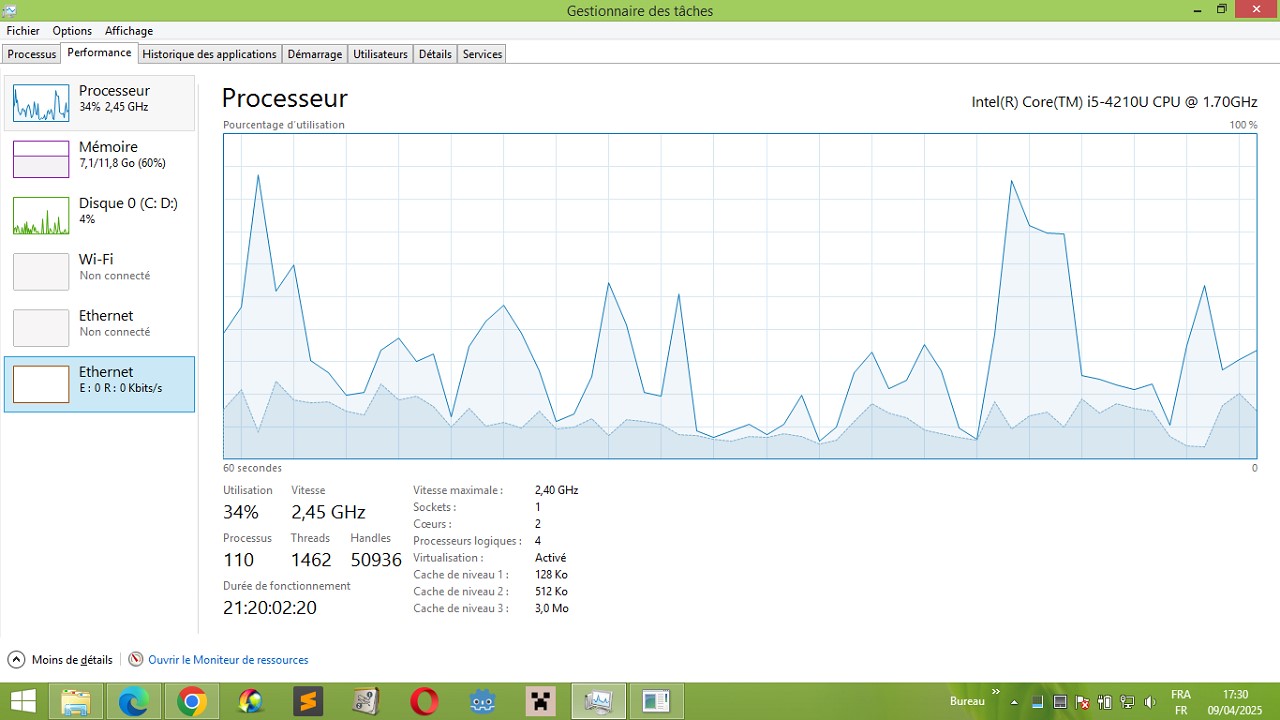 Gestionnaire des tâches
Fichier Options Affichage
Processus Performance Historique des applications Démarrage Utilisateurs Détails Services
Processeur
34% 2,45 GHz
Mémoire
7,1/11,8 Go (60%)
Disque 0 (C: D:)
4%
Wi-Fi
Non connecté
Ethernet
Non connecté
Ethernet
E : 0 R : 0 Kbits/s
Processeur
Intel(R) Core(TM) i5-4210U CPU @ 1.70GHz
Pourcentage d'utilisation 100 %
60 secondes 0
Utilisation Vitesse
34% 2,45 GHz
Processus Threads Handles
110 1462 50936
Durée de fonctionnement
21:20:02:20
Vitesse maximale : 2,40 GHz
Sockets : 1
Cœurs : 2
Processeurs logiques : 4
Virtualisation : Activé
Cache de niveau 1 : 128 Ko
Cache de niveau 2 : 512 Ko
Cache de niveau 3 : 3,0 Mo
Moins de détails Ouvrir le Moniteur de ressources
Bureau
FRA
FR
17:30
09/04/2025